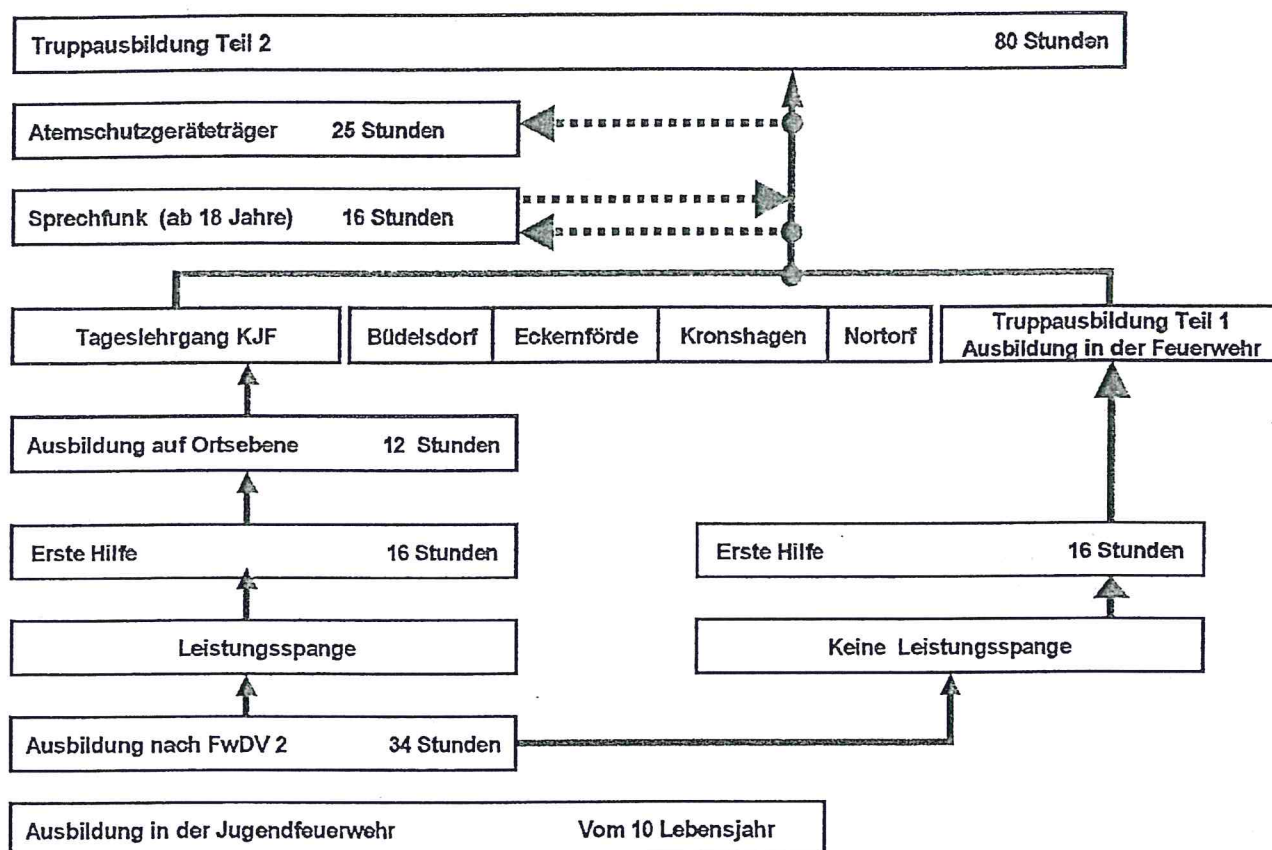 Truppausbildung Teil 2 80 Stunden
Atemschutzgeräteträger 25 Stunden
Sprechfunk (ab 18 Jahre) 16 Stunden
Tageslehrgang KJF Büdelsdorf Eckernförde Kronshagen Nortorf
Truppausbildung Teil 1
Ausbildung in der Feuerwehr
Ausbildung auf Ortsebene 12 Stunden
Erste Hilfe 16 Stunden
Erste Hilfe 16 Stunden
Leistungsspange
Keine Leistungsspange
Ausbildung nach FwDV 2 34 Stunden
Ausbildung in der Jugendfeuerwehr Vom 10 Lebensjahr